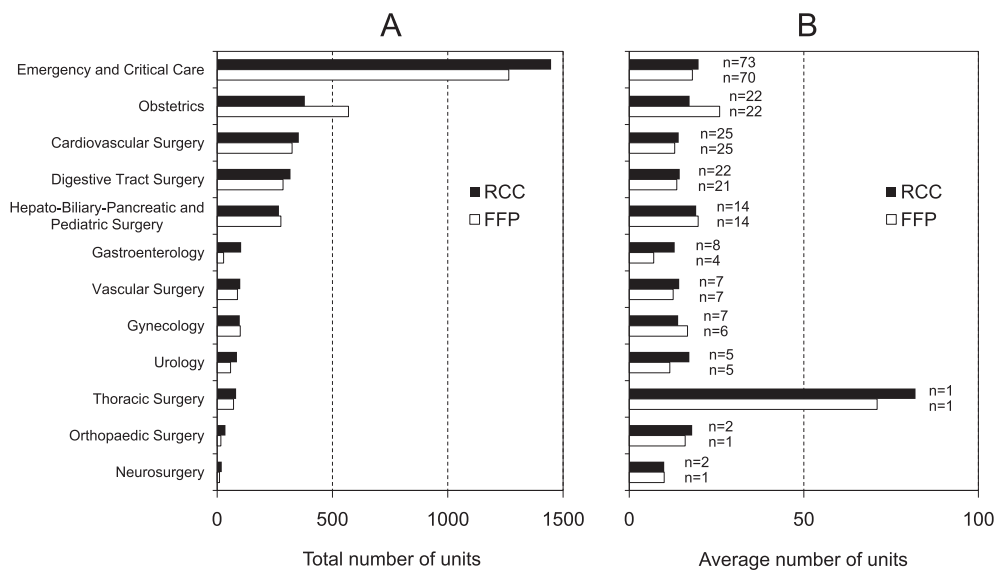 A
Emergency and Critical Care
Obstetrics
Cardiovascular Surgery
Digestive Tract Surgery
Hepato-Biliary-Pancreatic and
Pediatric Surgery
Gastroenterology
Vascular Surgery
Gynecology
Urology
Thoracic Surgery
Orthopaedic Surgery
Neurosurgery
RCC
FFP
0 500 1000 1500
Total number of units
B
n=73
n=70
n=22
n=22
n=25
n=25
n=22
n=21
n=14
n=14
n=8
n=4
n=7
n=7
n=7
n=6
n=5
n=5
n=1
n=1
n=2
n=1
n=2
n=1
RCC
FFP
0 50 100
Average number of units